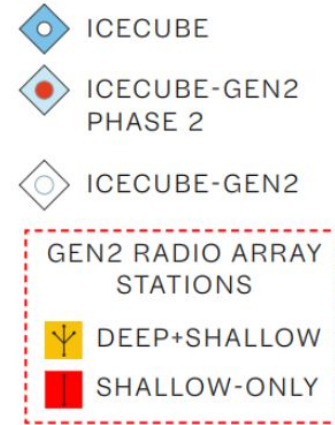 ICECUBE
ICECUBE-GEN2
PHASE 2
ICECUBE-GEN2
GEN2 RADIO ARRAY
STATIONS
DEEP+SHALLOW
SHALLOW-ONLY